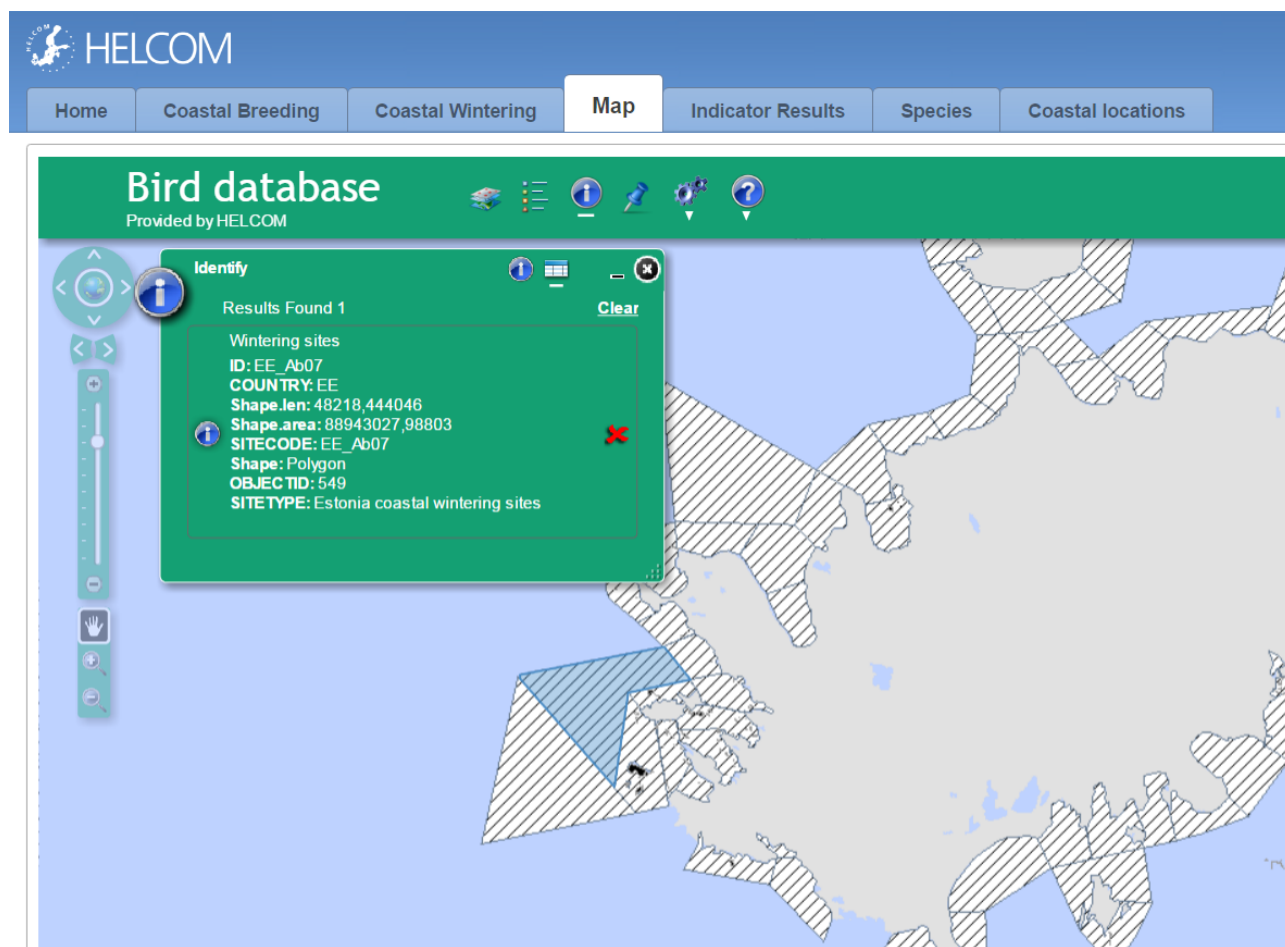 HELCOM
HELCOM
Home Coastal Breeding Coastal Wintering Map Indicator Results Species Coastal locations
Bird database
Provided by HELCOM
Identify
Results Found 1 Clear
Wintering sites
ID: EE_Ab07
COUNTRY: EE
Shape.len: 48218,444046
Shape.area: 88943027,98803
SITECODE: EE_Ab07
Shape: Polygon
OBJECTID: 549
SITETYPE: Estonia coastal wintering sites